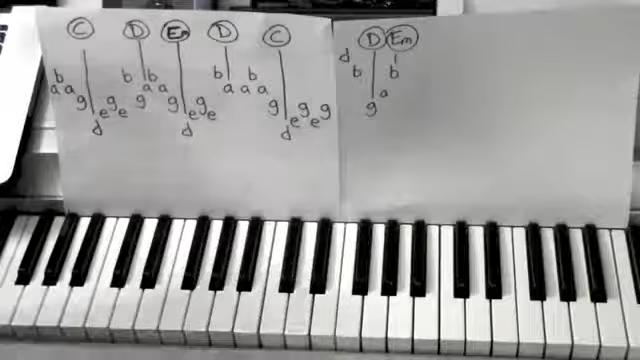 C D Em D C D Em
d
b b b b b b b
a a a a a a a a
g g g g g g g g g
e e e e e e
d d d